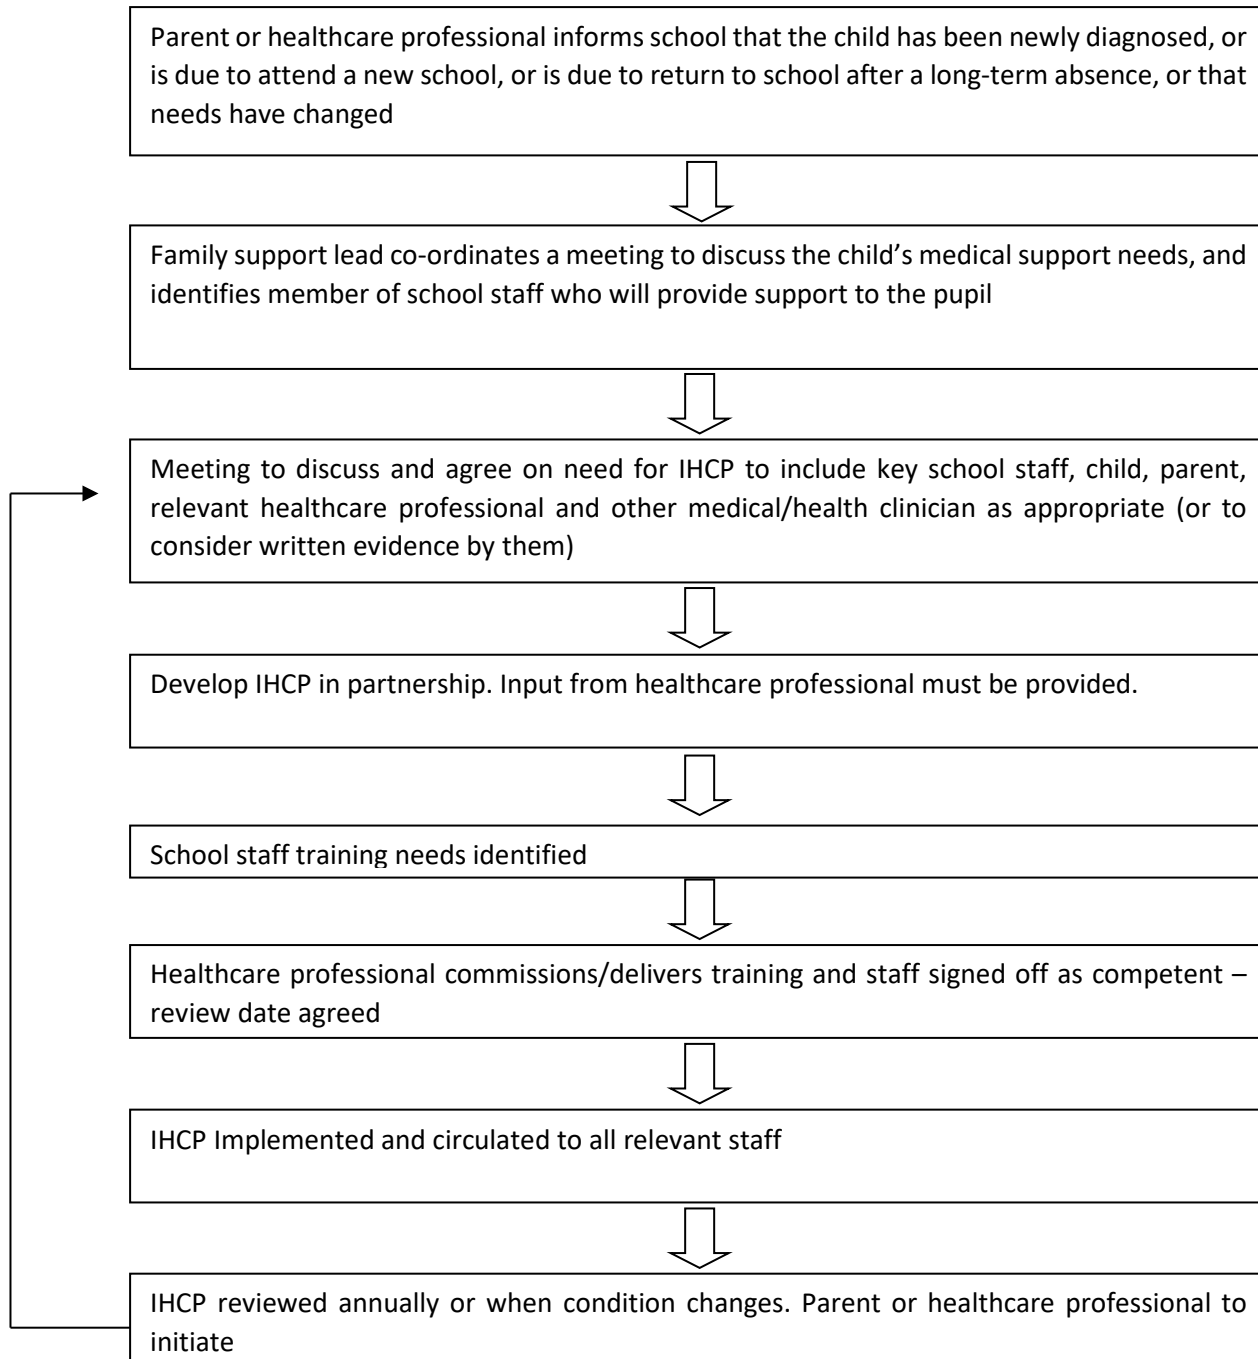 Parent or healthcare professional informs school that the child has been newly diagnosed, or
is due to attend a new school, or is due to return to school after a long-term absence, or that
needs have changed
Family support lead co-ordinates a meeting to discuss the child’s medical support needs, and
identifies member of school staff who will provide support to the pupil
Meeting to discuss and agree on need for IHCP to include key school staff, child, parent,
relevant healthcare professional and other medical/health clinician as appropriate (or to
consider written evidence by them)
Develop IHCP in partnership. Input from healthcare professional must be provided.
School staff training needs identified
Healthcare professional commissions/delivers training and staff signed off as competent –
review date agreed
IHCP Implemented and circulated to all relevant staff
IHCP reviewed annually or when condition changes. Parent or healthcare professional to
initiate